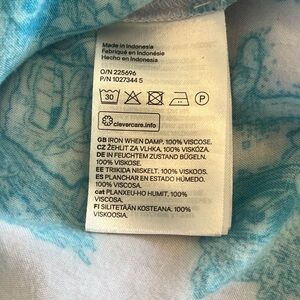 Made in Indonesia
Fabriqué en Indonésie
Hecho en Indonesia
O/N 225696
P/N 1027344 5
30 P
clevercare.info
GB IRON WHEN DAMP. 100% VISCOSE.
CZ ŽEHLIT ZA VLHKA. 100% VISKÓZA.
DE IN FEUCHTEM ZUSTAND BÜGELN.
100% VISKOSE.
EE TRIIKIDA NIISKELT. 100% VISKOOS.
ES PLANCHAR EN ESTADO HÚMEDO.
100% VISCOSA.
cat PLANXEU-HO HUMIT. 100%
VISCOSA.
FI SILITETÄÄN KOSTEANA. 100%
VISKOOSIA.